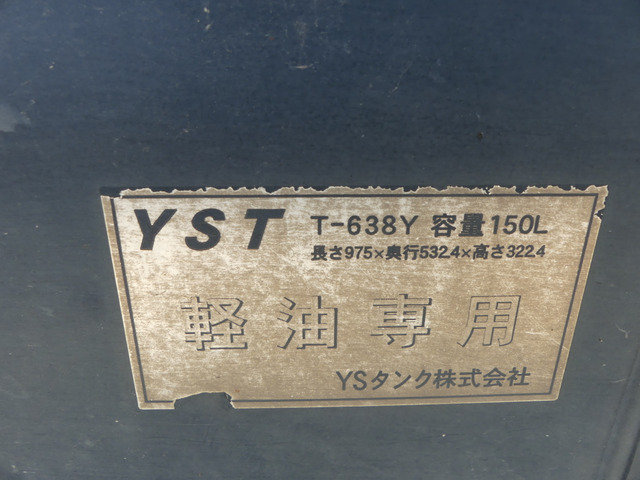 YST T-638Y 容量150L
長さ975×奥行532.4×高さ322.4
軽油専用
YSタンク株式会社